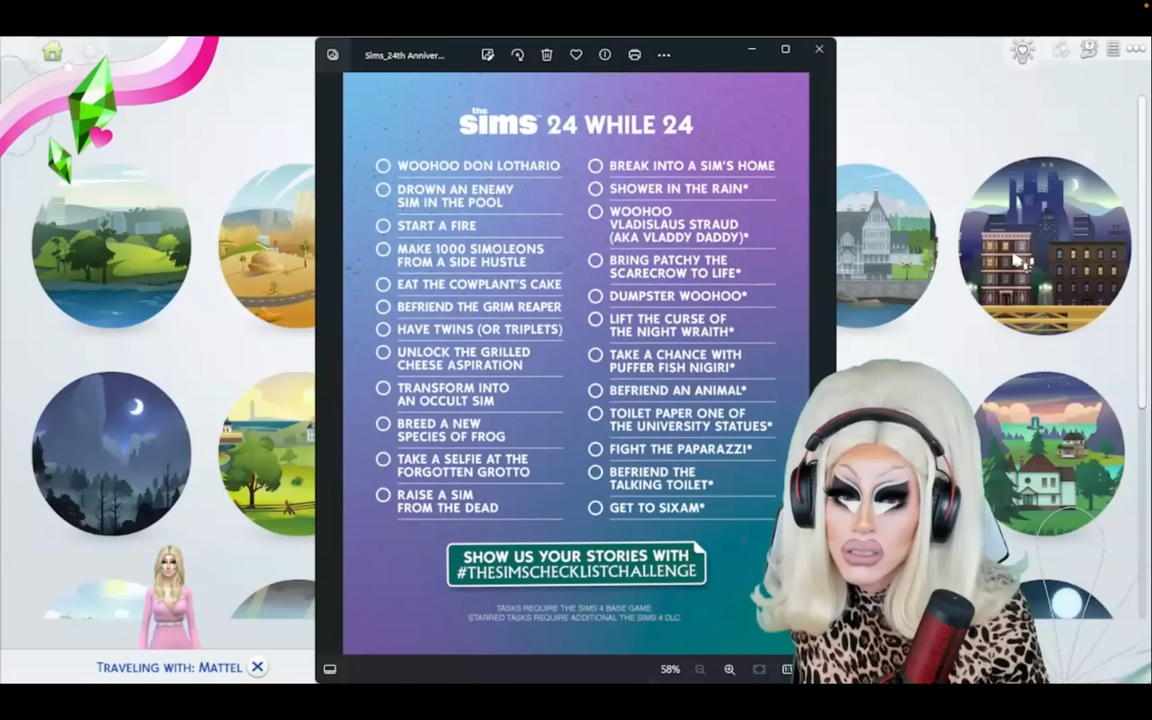 Sims_24th Anniver...
the
sims 24 WHILE 24
WOOHOO DON LOTHARIO
DROWN AN ENEMY
SIM IN THE POOL
START A FIRE
MAKE 1000 SIMOLEONS
FROM A SIDE HUSTLE
EAT THE COWPLANT'S CAKE
BEFRIEND THE GRIM REAPER
HAVE TWINS (OR TRIPLETS)
UNLOCK THE GRILLED
CHEESE ASPIRATION
TRANSFORM INTO
AN OCCULT SIM
BREED A NEW
SPECIES OF FROG
TAKE A SELFIE AT THE
FORGOTTEN GROTTO
RAISE A SIM
FROM THE DEAD
BREAK INTO A SIM'S HOME
SHOWER IN THE RAIN*
WOOHOO
VLADISLAUS STRAUD
(AKA VLADDY DADDY)*
BRING PATCHY THE
SCARECROW TO LIFE*
DUMPSTER WOOHOO*
LIFT THE CURSE OF
THE NIGHT WRAITH*
TAKE A CHANCE WITH
PUFFER FISH NIGIRI*
BEFRIEND AN ANIMAL*
TOILET PAPER ONE OF
THE UNIVERSITY STATUES*
FIGHT THE PAPARAZZI*
BEFRIEND THE
TALKING TOILET*
GET TO SIXAM*
SHOW US YOUR STORIES WITH
#THESIMSCHECKLISTCHALLENGE
TASKS REQUIRE THE SIMS 4 BASE GAME.
STARRED TASKS REQUIRE ADDITIONAL THE SIMS 4 DLC.
TRAVELING WITH: MATTEL
58%